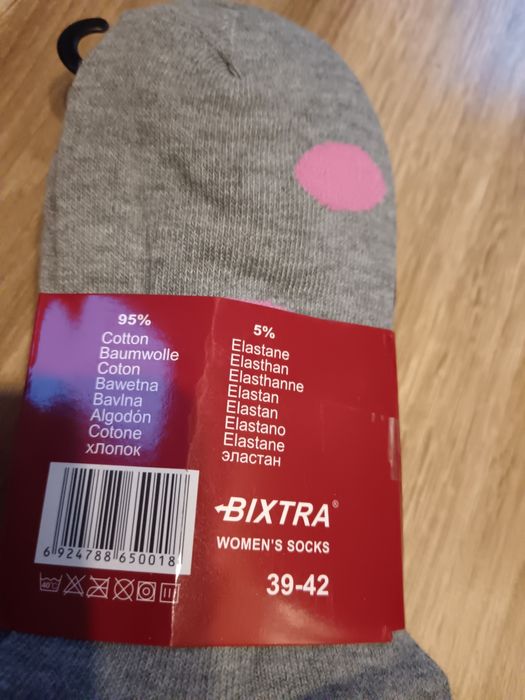 95%
Cotton
Baumwolle
Coton
Bawetna
Bavlna
Algodón
Cotone
хЛопок
5%
Elastane
Elasthan
Elasthanne
Elastan
Elastan
Elastano
Elastane
эластан
BIXTRA®
WOMEN'S SOCKS
39-42
6 924788 650018
40°C